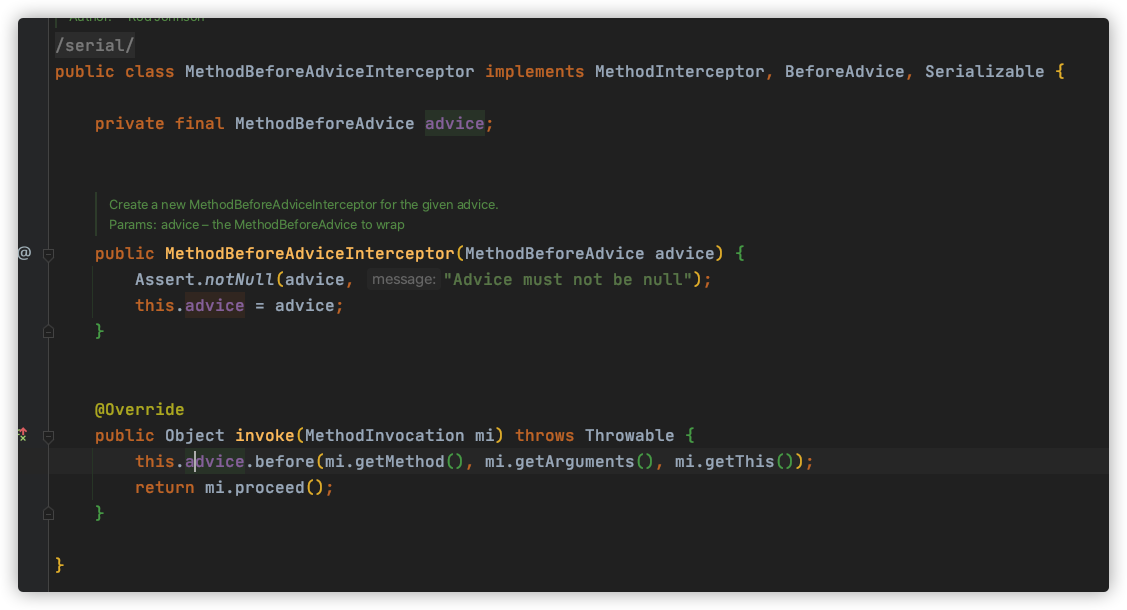 Author: Rod Johnson
/serial/
public class MethodBeforeAdviceInterceptor implements MethodInterceptor, BeforeAdvice, Serializable {
private final MethodBeforeAdvice advice;
Create a new MethodBeforeAdviceInterceptor for the given advice.
Params: advice – the MethodBeforeAdvice to wrap
@
public MethodBeforeAdviceInterceptor(MethodBeforeAdvice advice) {
Assert.notNull(advice, message: "Advice must not be null");
this.advice = advice;
}
@Override
public Object invoke(MethodInvocation mi) throws Throwable {
this.advice.before(mi.getMethod(), mi.getArguments(), mi.getThis());
return mi.proceed();
}
}